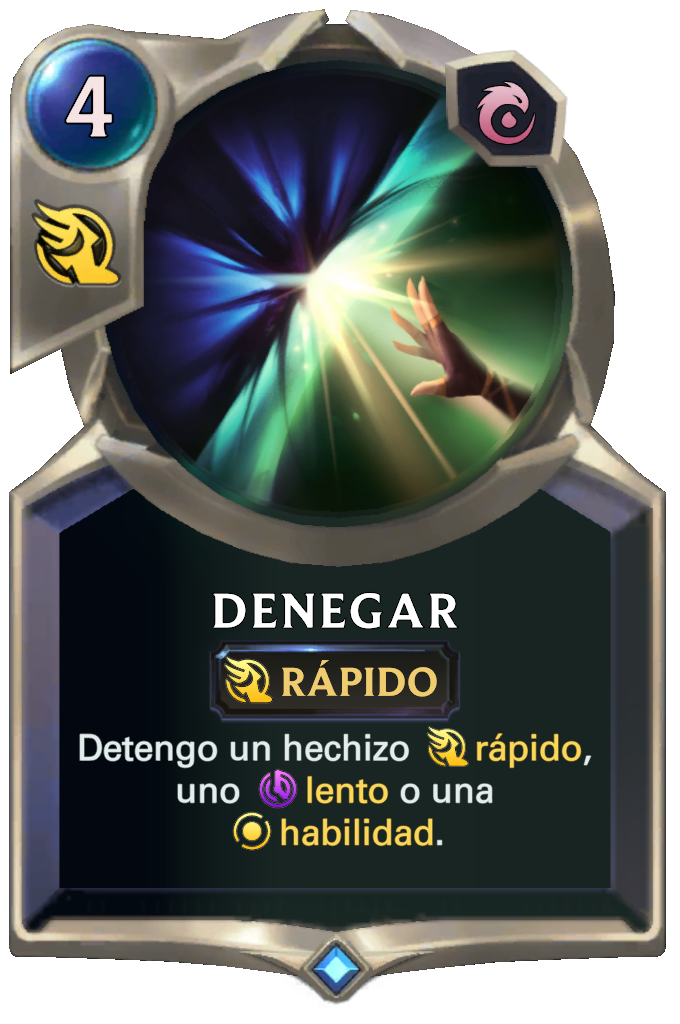 4
DENEGAR
RÁPIDO
Detengo un hechizo rápido,
uno lento o una
habilidad.